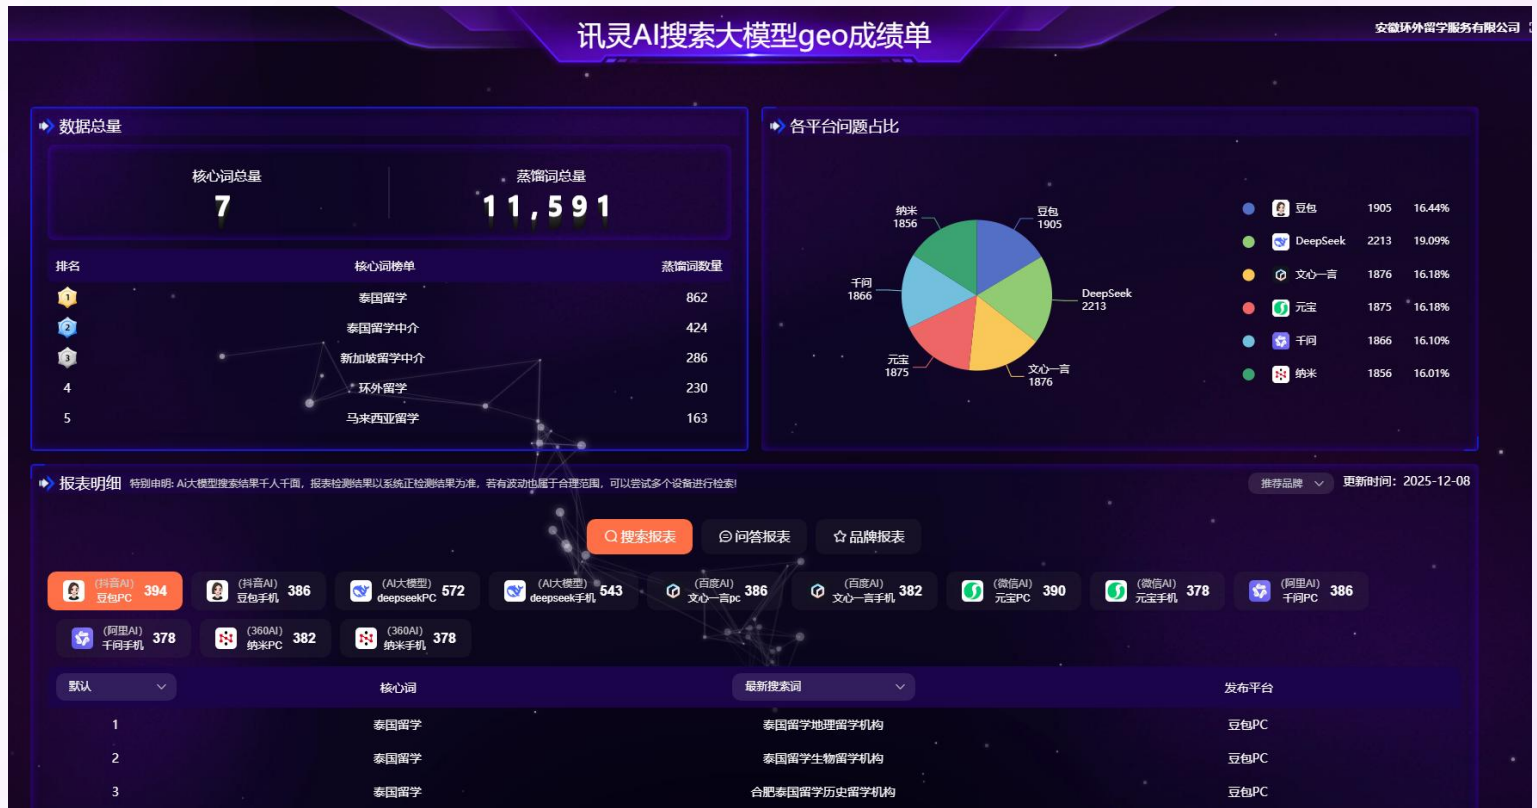 讯灵AI搜索大模型geo成绩单
安徽环外留学服务有限公司
数据总量
核心词总量
7
蒸馏词总量
11,591
排名 核心词榜单 蒸馏词数量
1 泰国留学 862
2 泰国留学中介 424
3 新加坡留学中介 286
4 环外留学 230
5 马来西亚留学 163
各平台问题占比
纳米
1856
豆包
1905
千问
1866
DeepSeek
2213
元宝
1875
文心一言
1876
豆包 1905 16.44%
DeepSeek 2213 19.09%
文心一言 1876 16.18%
元宝 1875 16.18%
千问 1866 16.10%
纳米 1856 16.01%
报表明细 特别申明: Ai大模型搜索结果千人千面，报表检测结果以系统正检测结果为准，若有波动也属于合理范围，可以尝试多个设备进行检索!
推荐品牌 更新时间：2025-12-08
搜索报表 问答报表 品牌报表
(抖音AI)
豆包PC 394
(抖音AI)
豆包手机 386
(AI大模型)
deepseekPC 572
(AI大模型)
deepseek手机 543
(百度AI)
文心一言pc 386
(百度AI)
文心一言手机 382
(微信AI)
元宝PC 390
(微信AI)
元宝手机 378
(阿里AI)
千问PC 386
(阿里AI)
千问手机 378
(360AI)
纳米PC 382
(360AI)
纳米手机 378
默认 核心词 最新搜索词 发布平台
1 泰国留学 泰国留学地理留学机构 豆包PC
2 泰国留学 泰国留学生物留学机构 豆包PC
3 泰国留学 合肥泰国留学历史留学机构 豆包PC